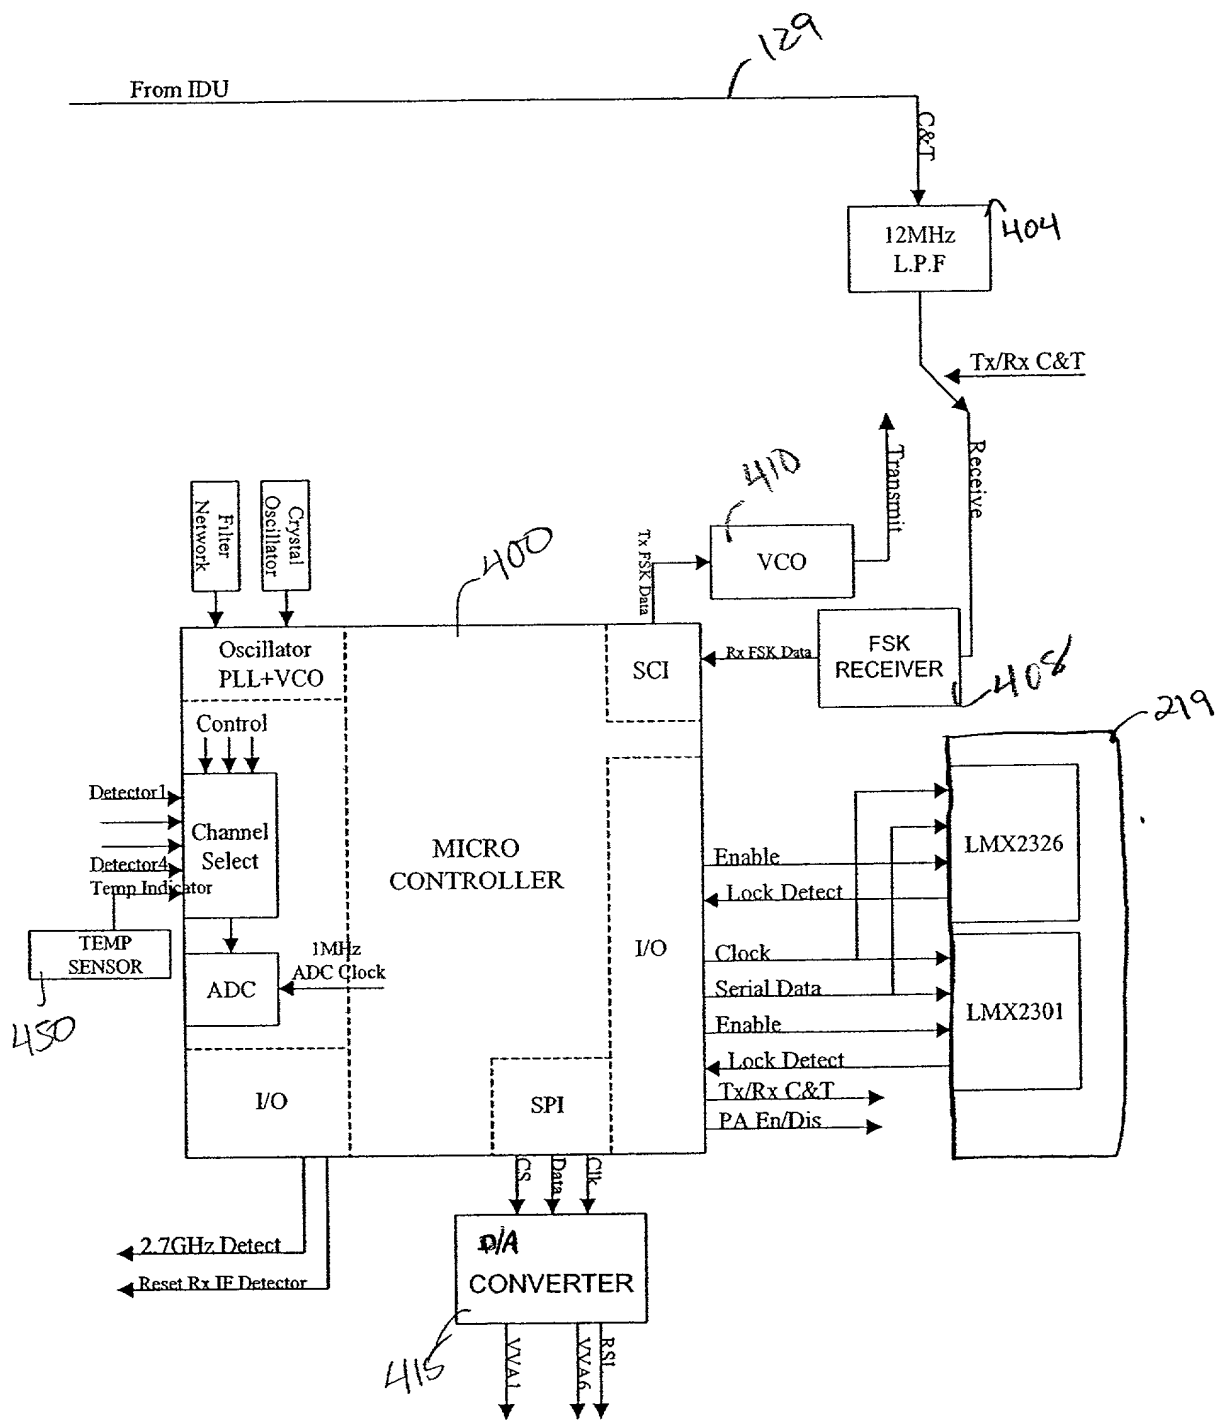 129
From IDU
C&T
12MHz
L.P.F
404
Tx/Rx C&T
Receive
Transmit
410
VCO
Tx FSK Data
Filter
Network
Crystal
Oscillator
400
Oscillator
PLL+VCO
SCI
Rx FSK Data
FSK
RECEIVER
408
219
Control
Detector1
Channel
Select
Detector4
Temp Indicator
TEMP
SENSOR
450
ADC
1MHz
ADC Clock
MICRO
CONTROLLER
I/O
Enable
Lock Detect
Clock
Serial Data
Enable
Lock Detect
Tx/Rx C&T
PA En/Dis
LMX2326
LMX2301
I/O
SPI
CS
Data
Clk
2.7GHz Detect
Reset Rx IF Detector
D/A
CONVERTER
415
VVA1
VVA6
RSL